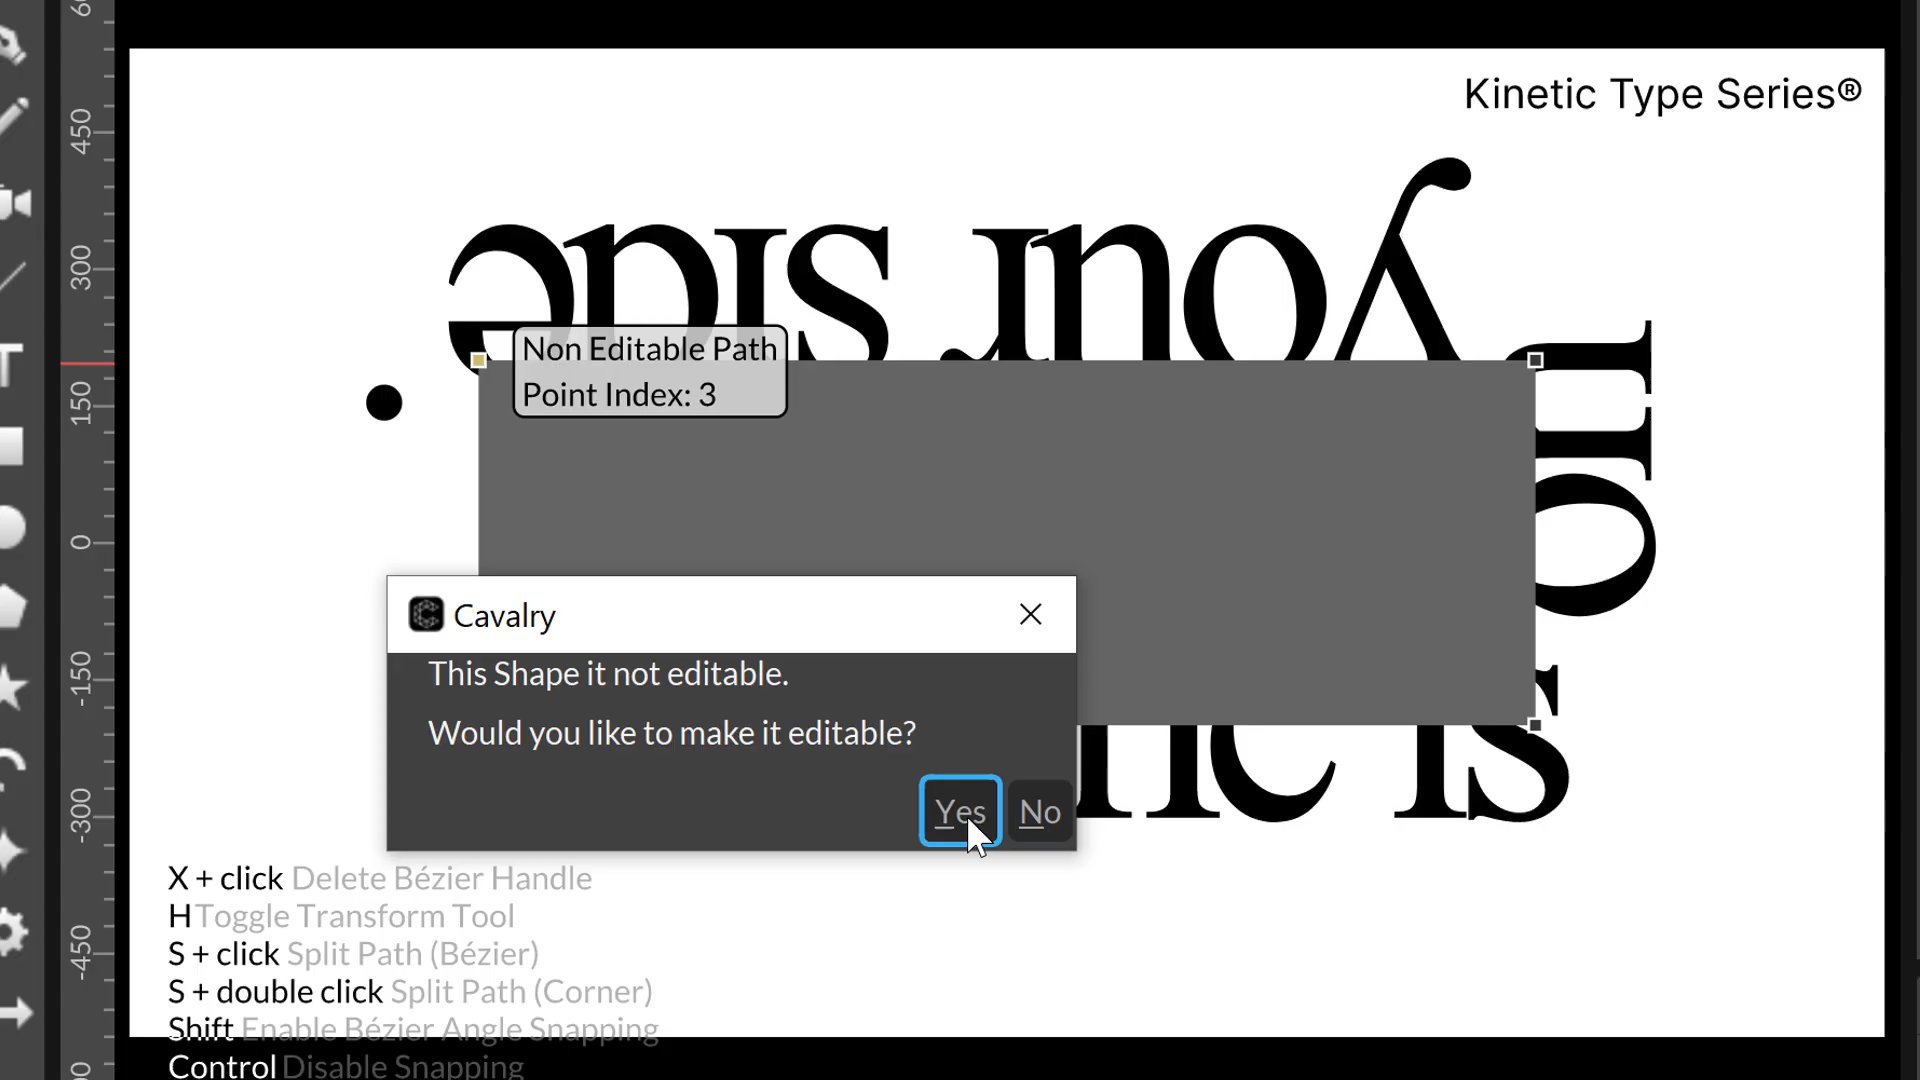 Kinetic Type Series®
your side
Non Editable Path
Point Index: 3
Cavalry
This Shape it not editable.
Would you like to make it editable?
Yes
No
is
X + click Delete Bézier Handle
H Toggle Transform Tool
S + click Split Path (Bézier)
S + double click Split Path (Corner)
Shift Enable Bézier Angle Snapping
Control Disable Snapping
450
300
150
0
-150
-300
-450